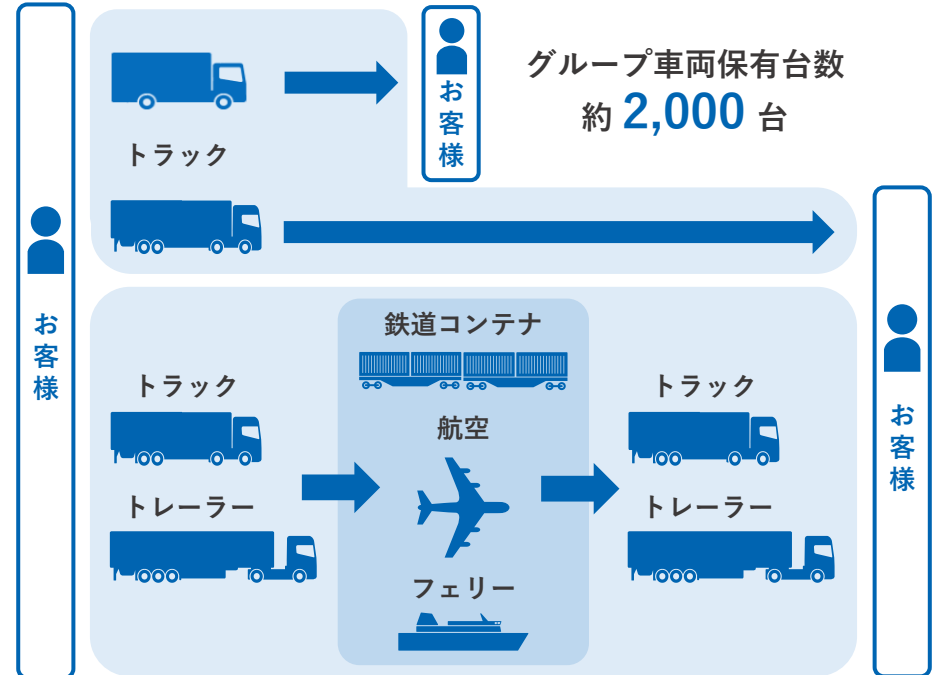 お客様
トラック
お客様
グループ車両保有台数
約 2,000 台
鉄道コンテナ
トラック
航空
トレーラー
フェリー
トラック
トレーラー
お客様